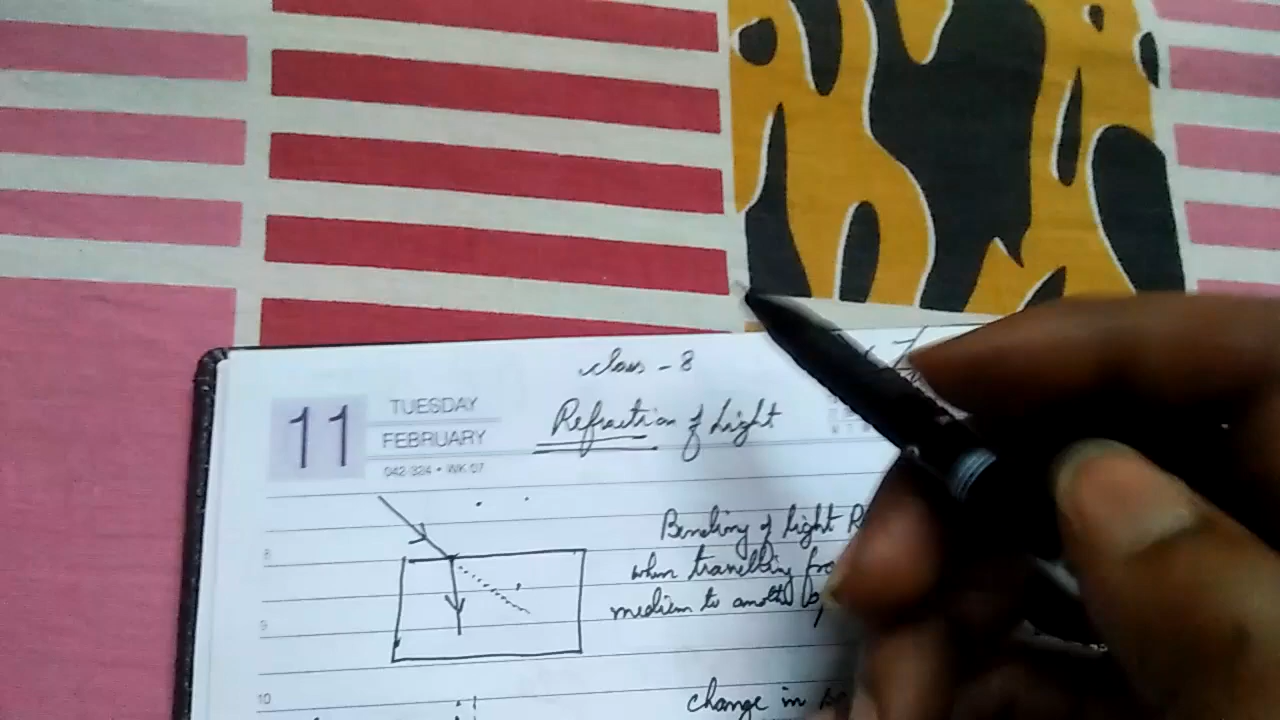 class - 8
11
TUESDAY
FEBRUARY
042-324 • WK 07
Refraction of Light
Bending of light
when travelling
medium to another
change in
8
9
10